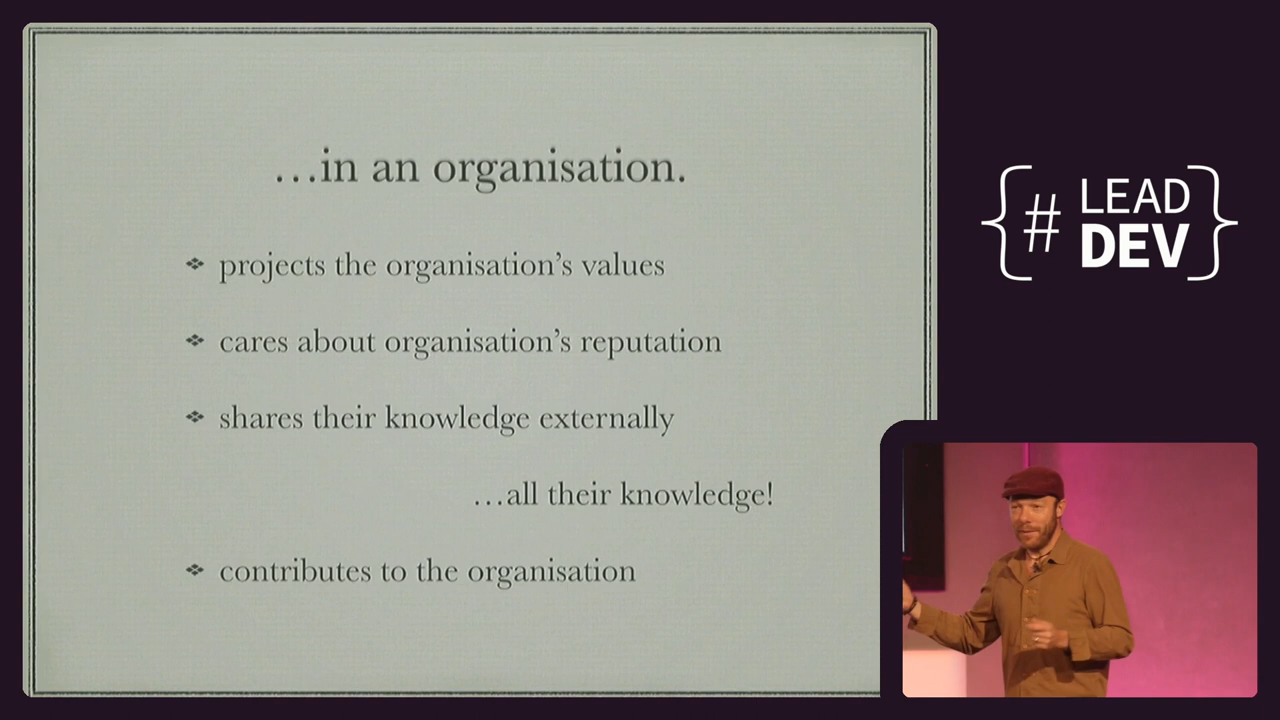 …in an organisation.
❖ projects the organisation’s values
❖ cares about organisation’s reputation
❖ shares their knowledge externally
…all their knowledge!
❖ contributes to the organisation
{# LEAD
DEV}